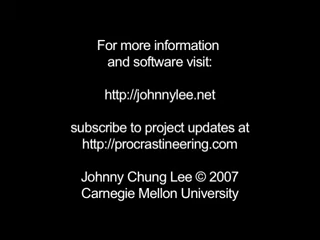 For more information
and software visit:
http://johnnylee.net
subscribe to project updates at
http://procrastineering.com
Johnny Chung Lee © 2007
Carnegie Mellon University